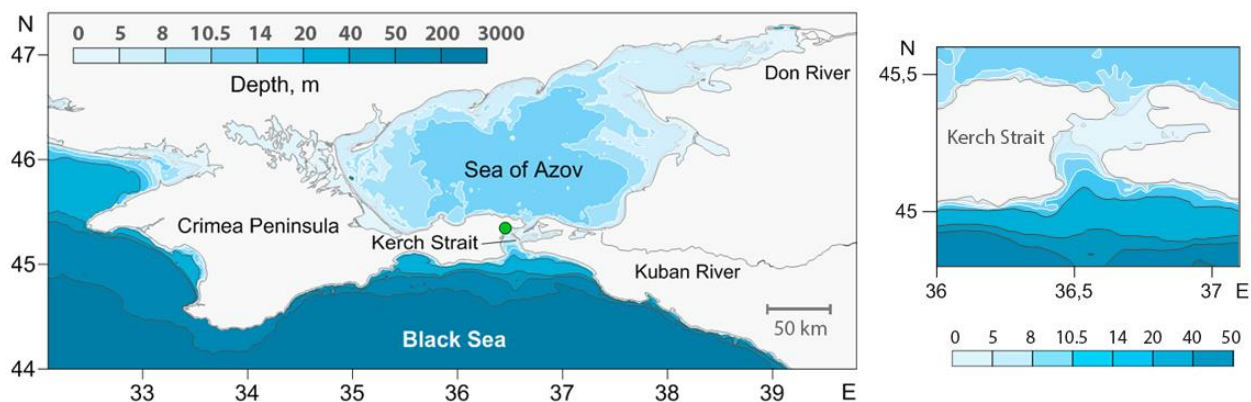 N
47
46
45
44
0 5 8 10.5 14 20 40 50 200 3000
Depth, m
Don River
Sea of Azov
Crimea Peninsula
Kerch Strait
Kuban River
50 km
Black Sea
33 34 35 36 37 38 39 E
N
45,5
Kerch Strait
45
36 36,5 37 E
0 5 8 10.5 14 20 40 50